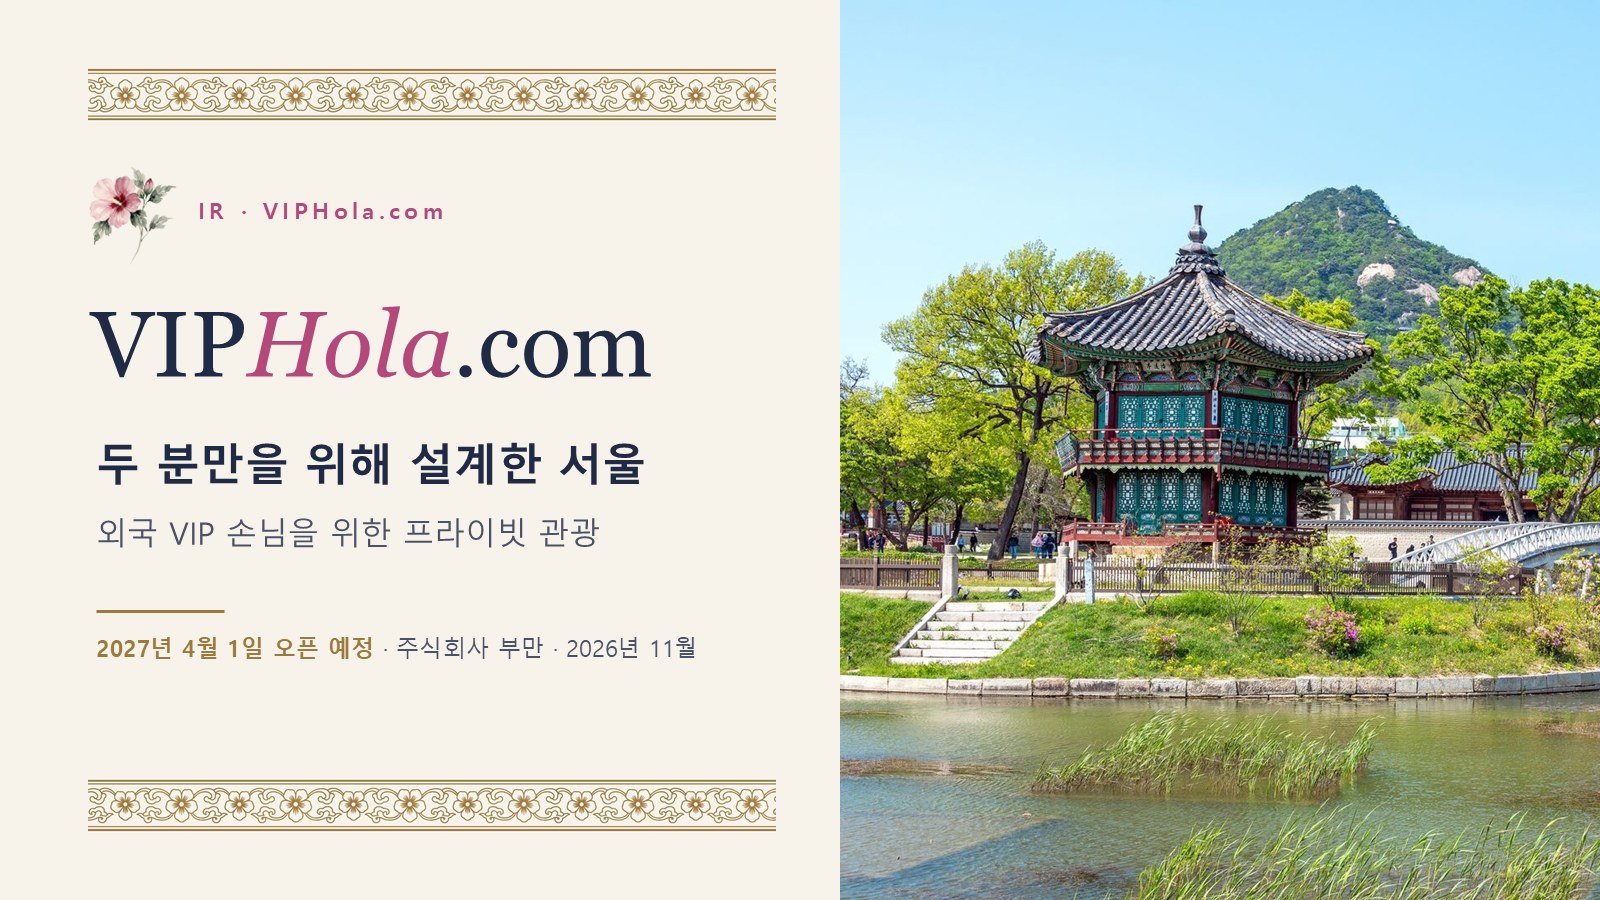 IR · VIPHola.com
VIPHola.com
두 분만을 위해 설계한 서울
외국 VIP 손님을 위한 프라이빗 관광
2027년 4월 1일 오픈 예정 · 주식회사 부만 · 2026년 11월